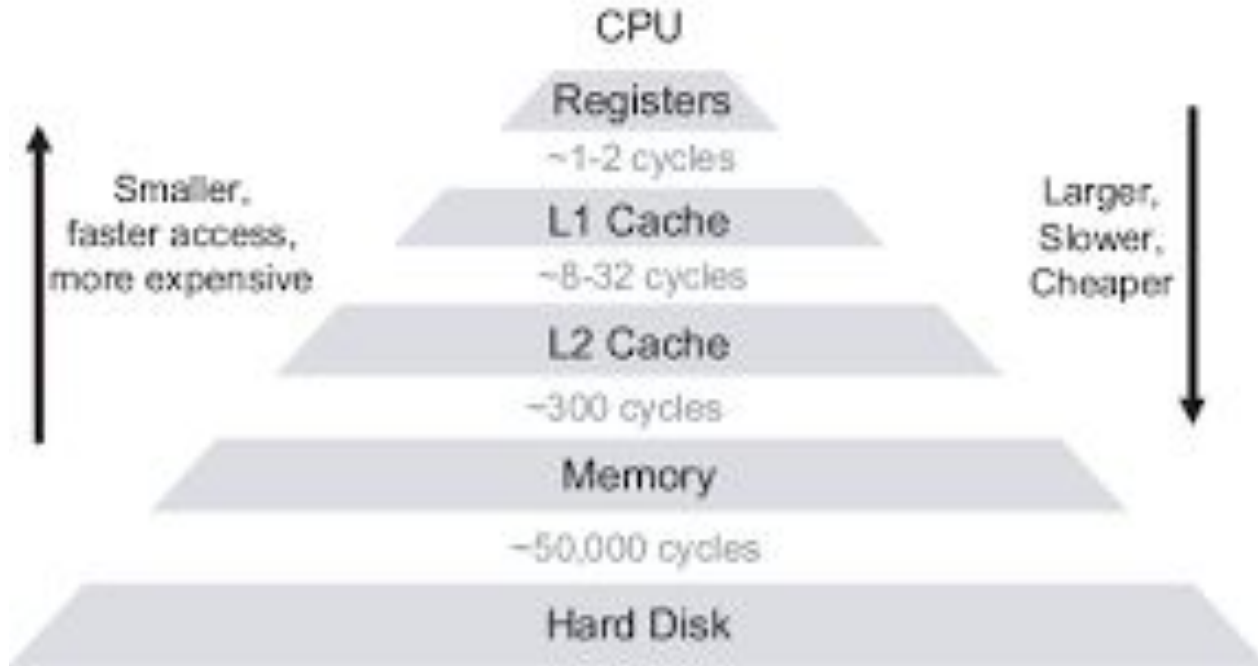 CPU
Registers
~1-2 cycles
Smaller,
faster access,
more expensive
L1 Cache
Larger,
Slower,
Cheaper
~8-32 cycles
L2 Cache
~300 cycles
Memory
~50,000 cycles
Hard Disk